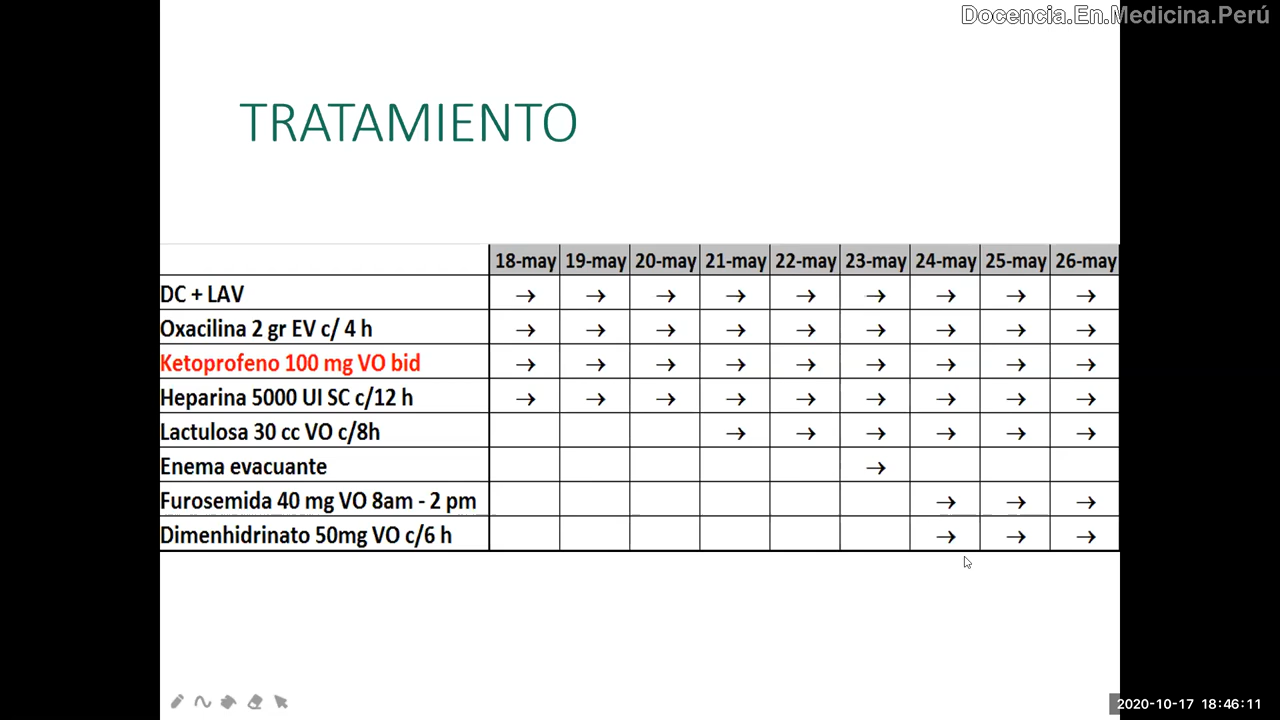 Docencia.En.Medicina.Perú
TRATAMIENTO
18-may 19-may 20-may 21-may 22-may 23-may 24-may 25-may 26-may
DC + LAV → → → → → → → → →
Oxacilina 2 gr EV c/ 4 h → → → → → → → → →
Ketoprofeno 100 mg VO bid → → → → → → → → →
Heparina 5000 UI SC c/12 h → → → → → → → → →
Lactulosa 30 cc VO c/8h → → → → → →
Enema evacuante →
Furosemida 40 mg VO 8am - 2 pm → → →
Dimenhidrinato 50mg VO c/6 h → → →
2020-10-17 18:46:11